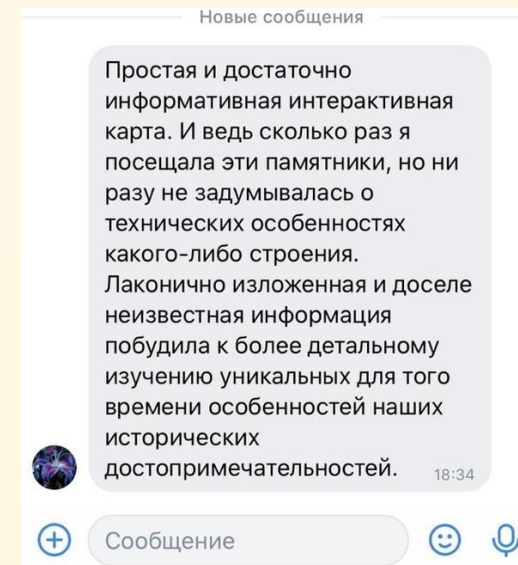 Новые сообщения
Простая и достаточно
информативная интерактивная
карта. И ведь сколько раз я
посещала эти памятники, но ни
разу не задумывалась о
технических особенностях
какого-либо строения.
Лаконично изложенная и доселе
неизвестная информация
побудила к более детальному
изучению уникальных для того
времени особенностей наших
исторических
достопримечательностей.
18:34
Сообщение